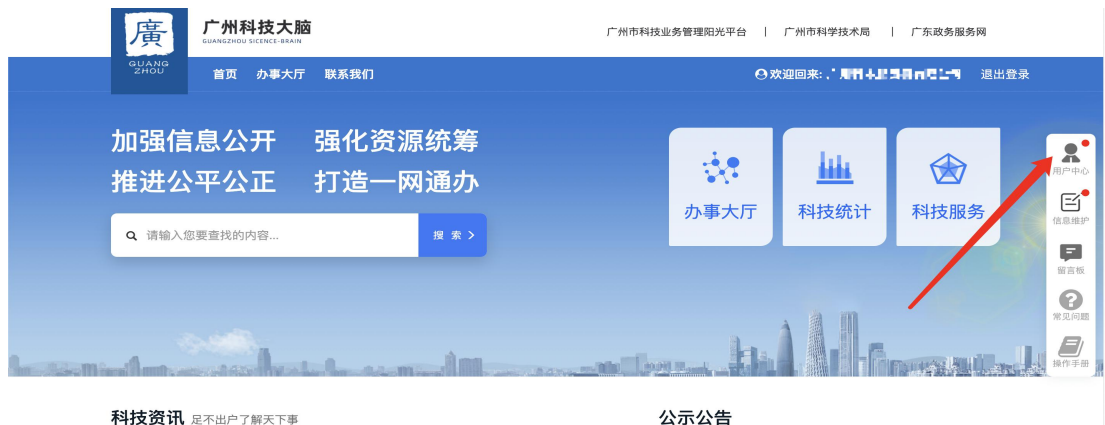 廣
GUANG
ZHOU
广州科技大脑
GUANGZHOU SICENCE-BRAIN
广州市科技业务管理阳光平台 | 广州市科学技术局 | 广东政务服务网
首页 办事大厅 联系我们
欢迎回来:
退出登录
加强信息公开 强化资源统筹
推进公平公正 打造一网通办
请输入您要查找的内容...
搜 索
办事大厅
科技统计
科技服务
用户中心
信息维护
留言板
常见问题
操作手册
科技资讯 足不出户了解天下事
公示公告